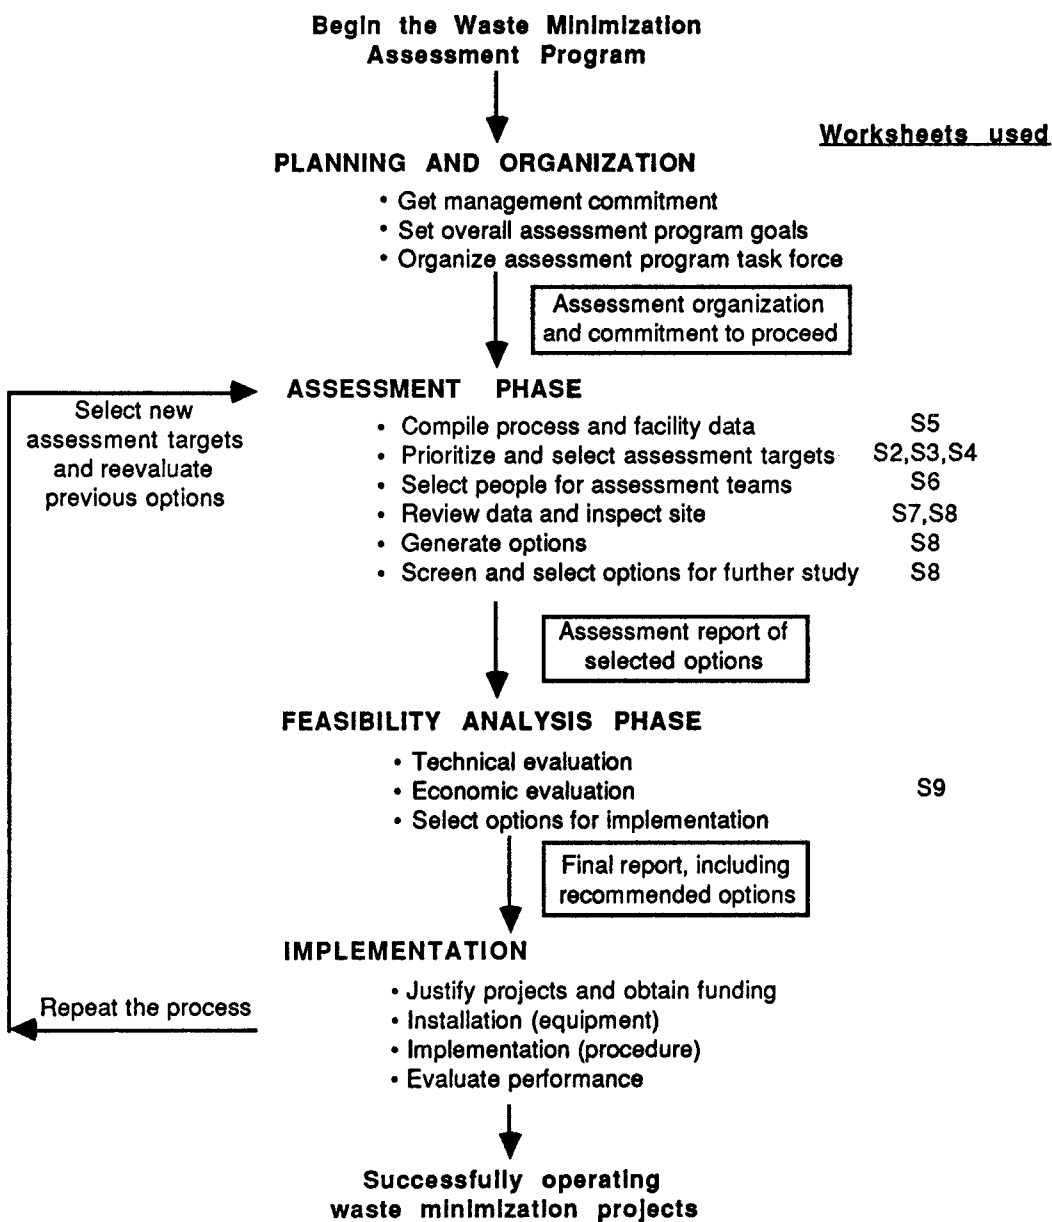 Begin the Waste Minimization
Assessment Program
Worksheets used
PLANNING AND ORGANIZATION
• Get management commitment
• Set overall assessment program goals
• Organize assessment program task force
Assessment organization
and commitment to proceed
ASSESSMENT PHASE
Select new
assessment targets
and reevaluate
previous options
• Compile process and facility data S5
• Prioritize and select assessment targets S2,S3,S4
• Select people for assessment teams S6
• Review data and inspect site S7,S8
• Generate options S8
• Screen and select options for further study S8
Assessment report of
selected options
FEASIBILITY ANALYSIS PHASE
• Technical evaluation
• Economic evaluation S9
• Select options for implementation
Final report, including
recommended options
IMPLEMENTATION
• Justify projects and obtain funding
Repeat the process
• Installation (equipment)
• Implementation (procedure)
• Evaluate performance
Successfully operating
waste minimization projects